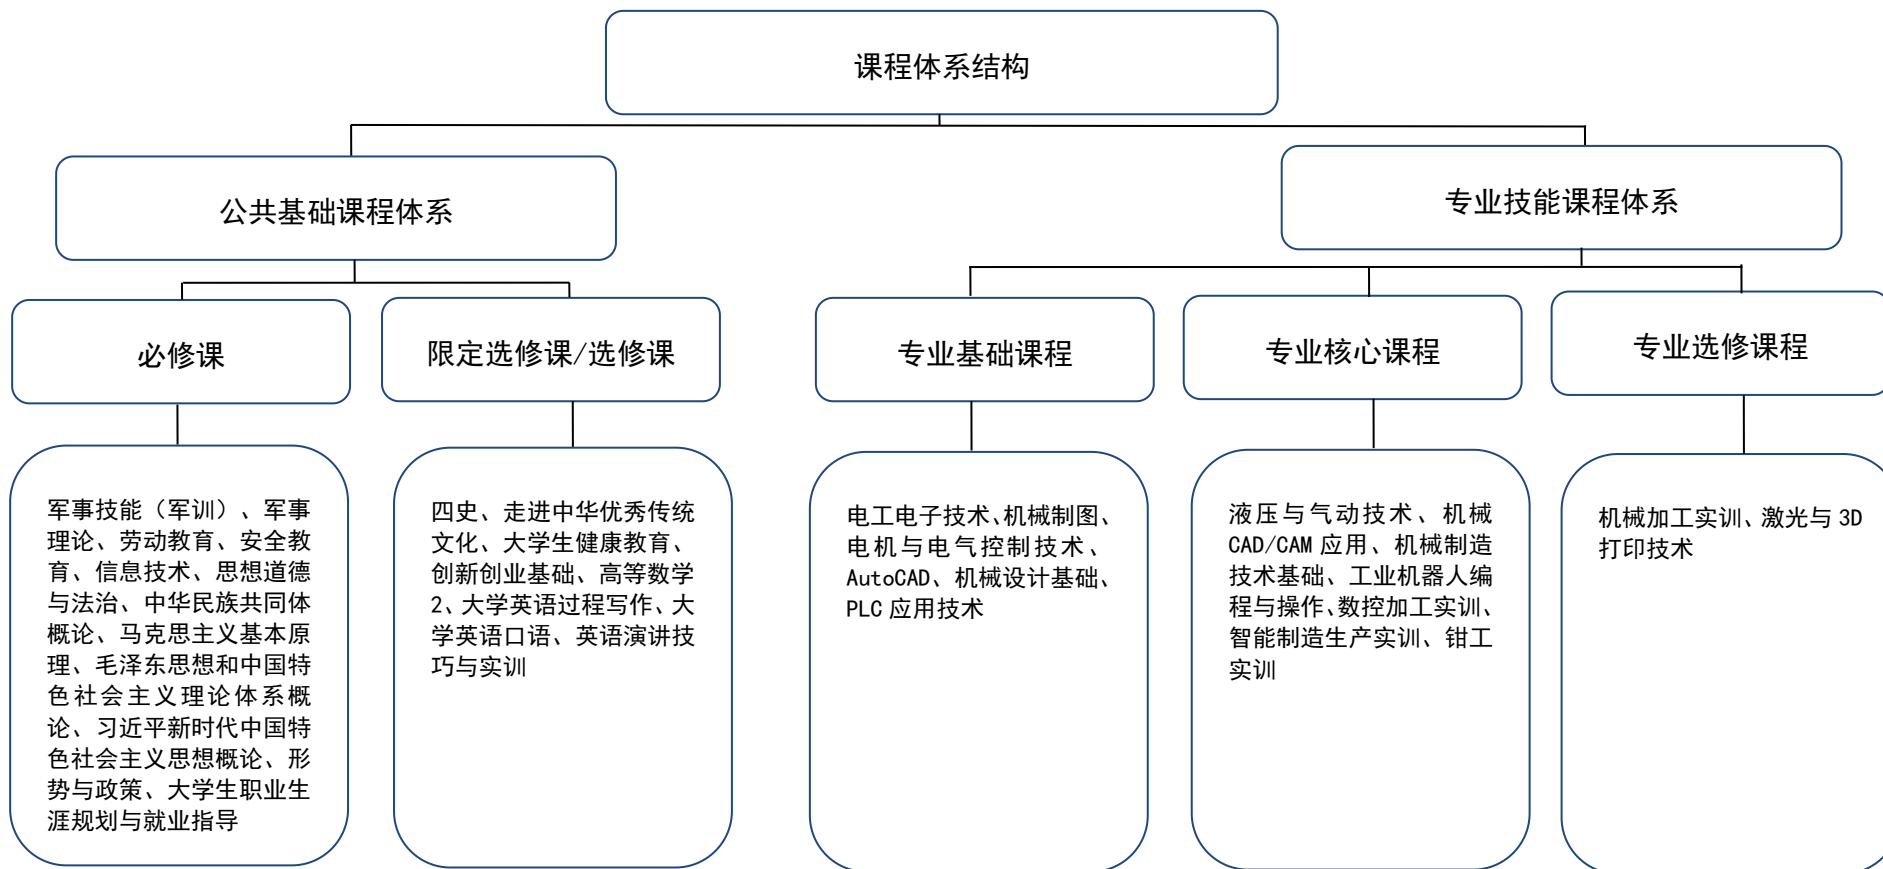 课程体系结构
公共基础课程体系
专业技能课程体系
必修课
限定选修课/选修课
专业基础课程
专业核心课程
专业选修课程
军事技能（军训）、军事
理论、劳动教育、安全教
育、信息技术、思想道德
与法治、中华民族共同体
概论、马克思主义基本原
理、毛泽东思想和中国特
色社会主义理论体系概
论、习近平新时代中国特
色社会主义思想概论、形
势与政策、大学生职业生
涯规划与就业指导
四史、走进中华优秀传统
文化、大学生健康教育、
创新创业基础、高等数学
2、大学英语过程写作、大
学英语口语、英语演讲技
巧与实训
电工电子技术、机械制图、
电机与电气控制技术、
AutoCAD、机械设计基础、
PLC 应用技术
液压与气动技术、机械
CAD/CAM 应用、机械制造
技术基础、工业机器人编
程与操作、数控加工实训、
智能制造生产实训、钳工
实训
机械加工实训、激光与 3D
打印技术